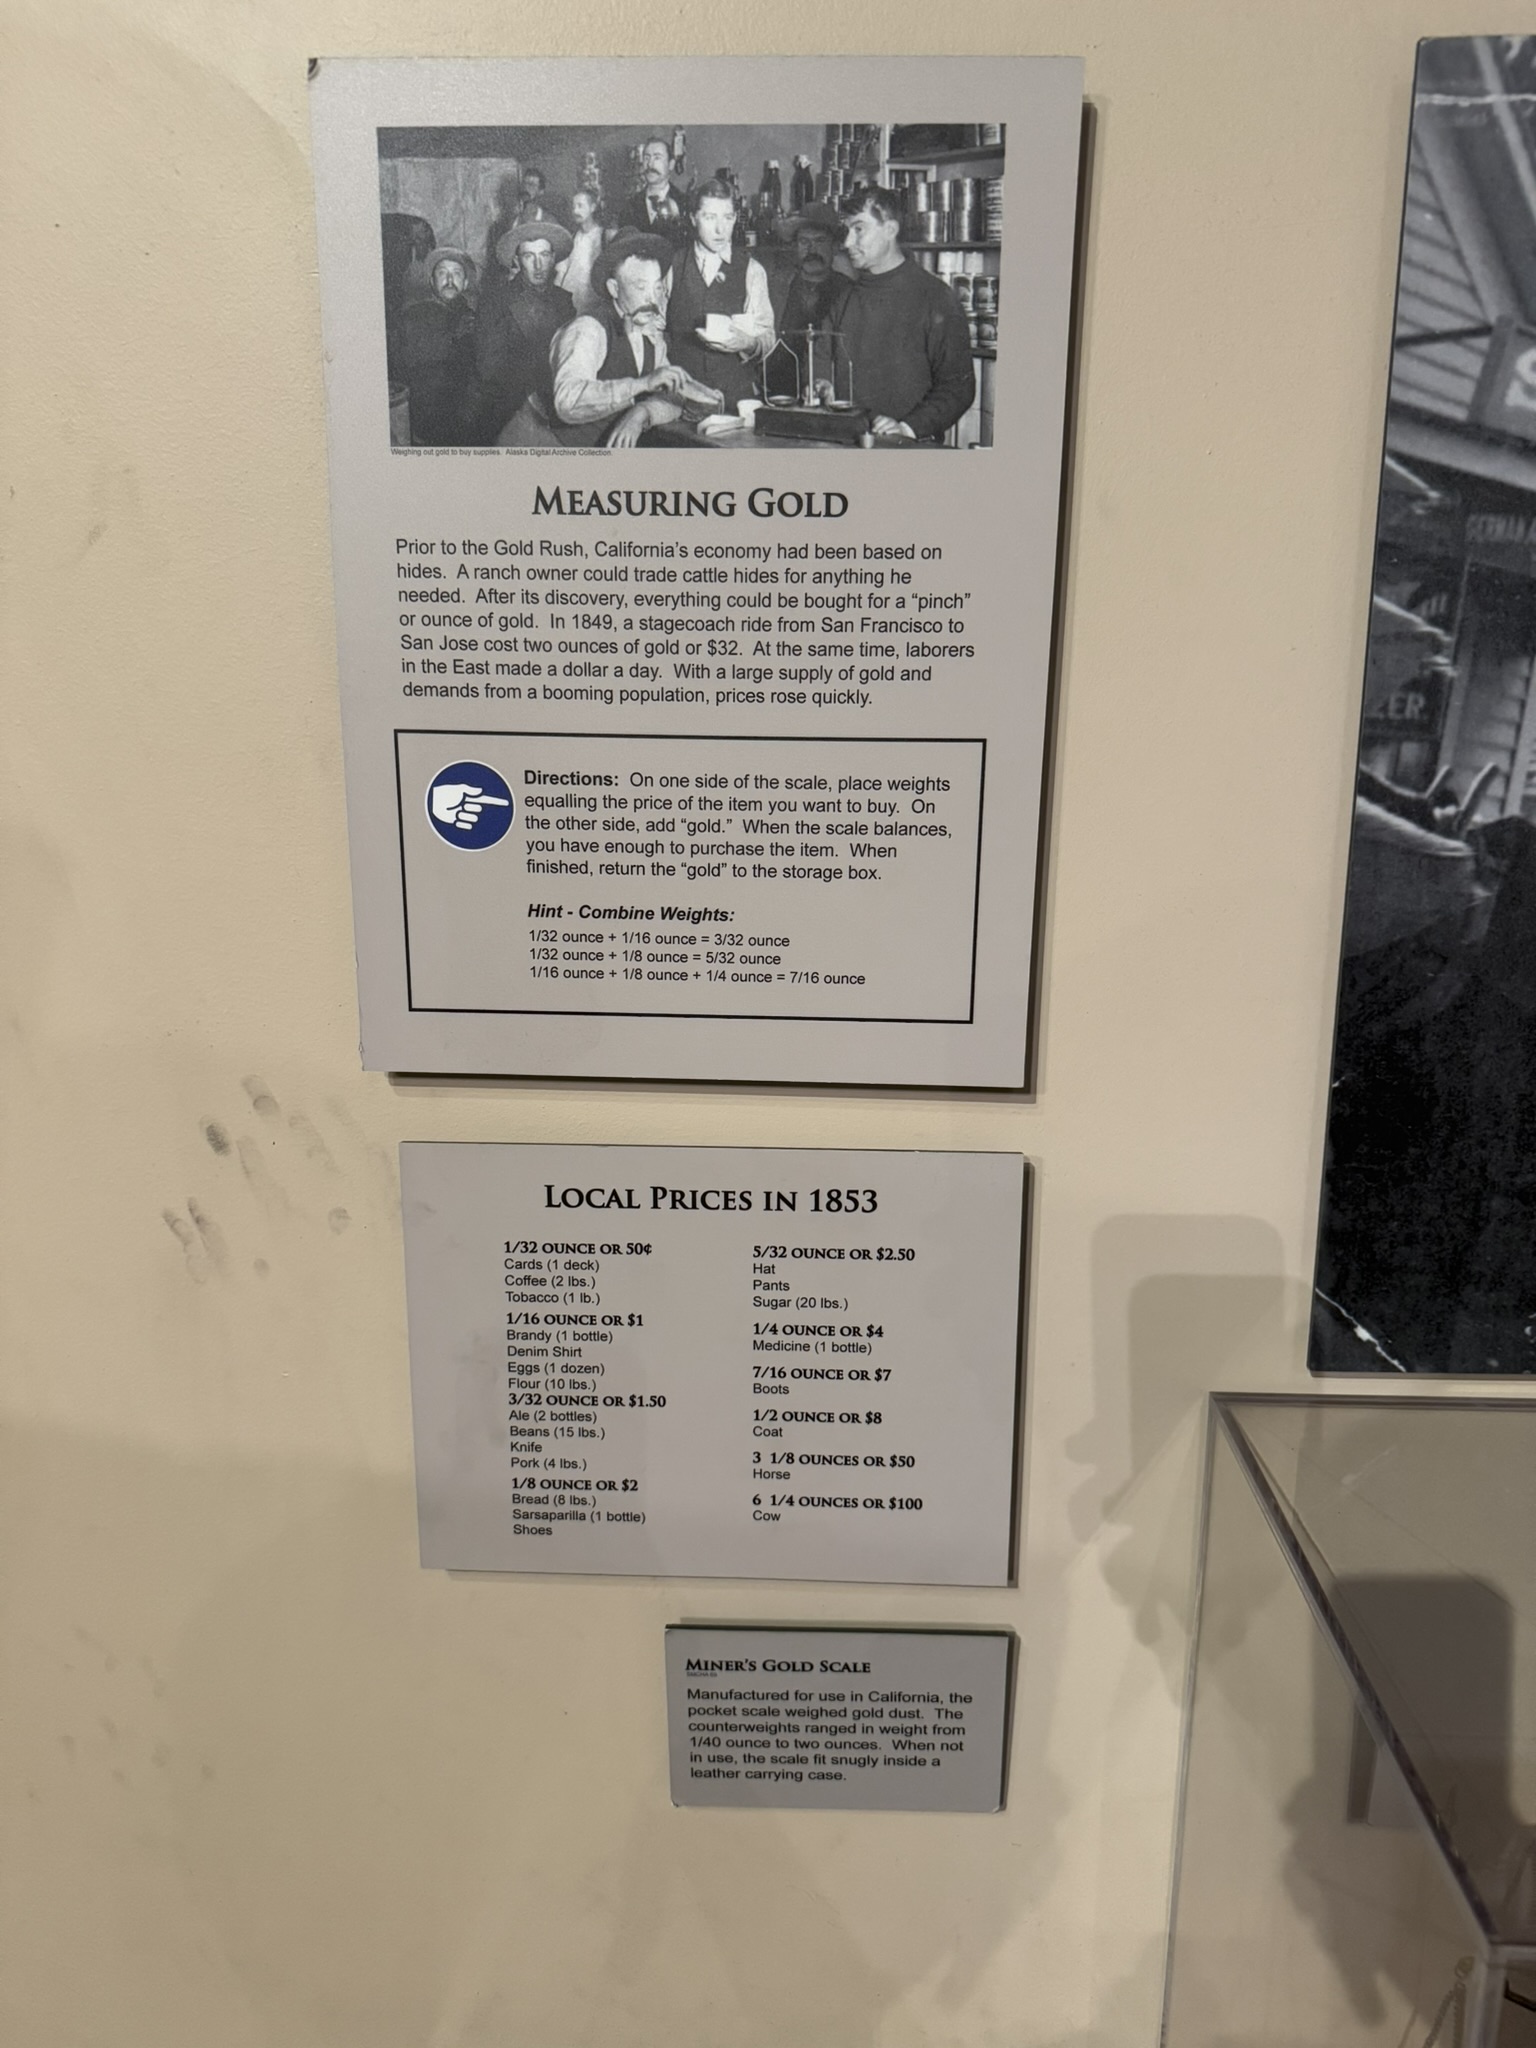 Weighing out gold to buy supplies. Alaska Digital Archive Collection.
MEASURING GOLD
Prior to the Gold Rush, California's economy had been based on
hides. A ranch owner could trade cattle hides for anything he
needed. After its discovery, everything could be bought for a “pinch”
or ounce of gold. In 1849, a stagecoach ride from San Francisco to
San Jose cost two ounces of gold or $32. At the same time, laborers
in the East made a dollar a day. With a large supply of gold and
demands from a booming population, prices rose quickly.
Directions: On one side of the scale, place weights
equalling the price of the item you want to buy. On
the other side, add “gold.” When the scale balances,
you have enough to purchase the item. When
finished, return the “gold” to the storage box.
Hint - Combine Weights:
1/32 ounce + 1/16 ounce = 3/32 ounce
1/32 ounce + 1/8 ounce = 5/32 ounce
1/16 ounce + 1/8 ounce + 1/4 ounce = 7/16 ounce
LOCAL PRICES IN 1853
1/32 OUNCE OR 50¢
Cards (1 deck)
Coffee (2 lbs.)
Tobacco (1 lb.)
1/16 OUNCE OR $1
Brandy (1 bottle)
Denim Shirt
Eggs (1 dozen)
Flour (10 lbs.)
3/32 OUNCE OR $1.50
Ale (2 bottles)
Beans (15 lbs.)
Knife
Pork (4 lbs.)
1/8 OUNCE OR $2
Bread (8 lbs.)
Sarsaparilla (1 bottle)
Shoes
5/32 OUNCE OR $2.50
Hat
Pants
Sugar (20 lbs.)
1/4 OUNCE OR $4
Medicine (1 bottle)
7/16 OUNCE OR $7
Boots
1/2 OUNCE OR $8
Coat
3 1/8 OUNCES OR $50
Horse
6 1/4 OUNCES OR $100
Cow
MINER'S GOLD SCALE
Manufactured for use in California, the
pocket scale weighed gold dust. The
counterweights ranged in weight from
1/40 ounce to two ounces. When not
in use, the scale fit snugly inside a
leather carrying case.